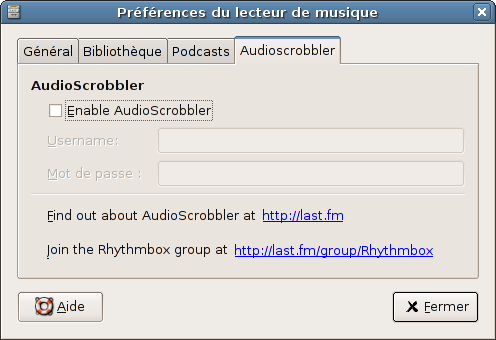 Préférences du lecteur de musique
Général Bibliothèque Podcasts Audioscrobbler
AudioScrobbler
Enable AudioScrobbler
Username:
Mot de passe :
Find out about AudioScrobbler at http://last.fm
Join the Rhythmbox group at http://last.fm/group/Rhythmbox
Aide Fermer